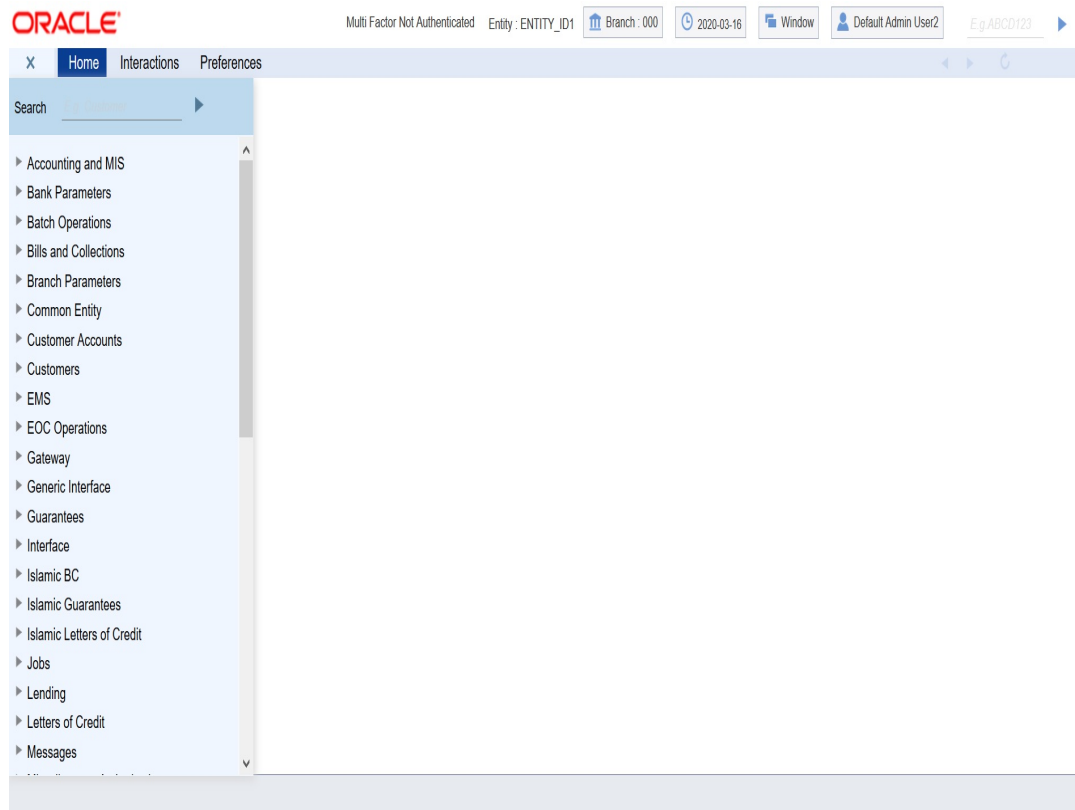 ORACLE
Multi Factor Not Authenticated Entity : ENTITY_ID1 Branch : 000 2020-03-16 Window Default Admin User2 E.g.ABCD123
X Home Interactions Preferences
Search
Accounting and MIS
Bank Parameters
Batch Operations
Bills and Collections
Branch Parameters
Common Entity
Customer Accounts
Customers
EMS
EOC Operations
Gateway
Generic Interface
Guarantees
Interface
Islamic BC
Islamic Guarantees
Islamic Letters of Credit
Jobs
Lending
Letters of Credit
Messages